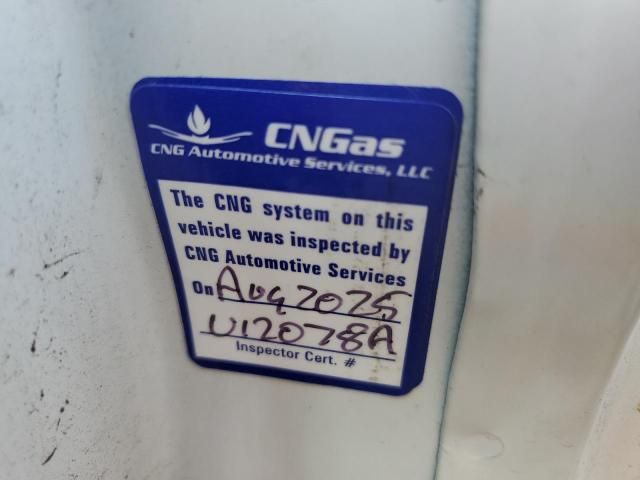 CNGas
CNG Automotive Services, LLC
The CNG system on this
vehicle was inspected by
CNG Automotive Services
On Aug 2025
U12078A
Inspector Cert. #